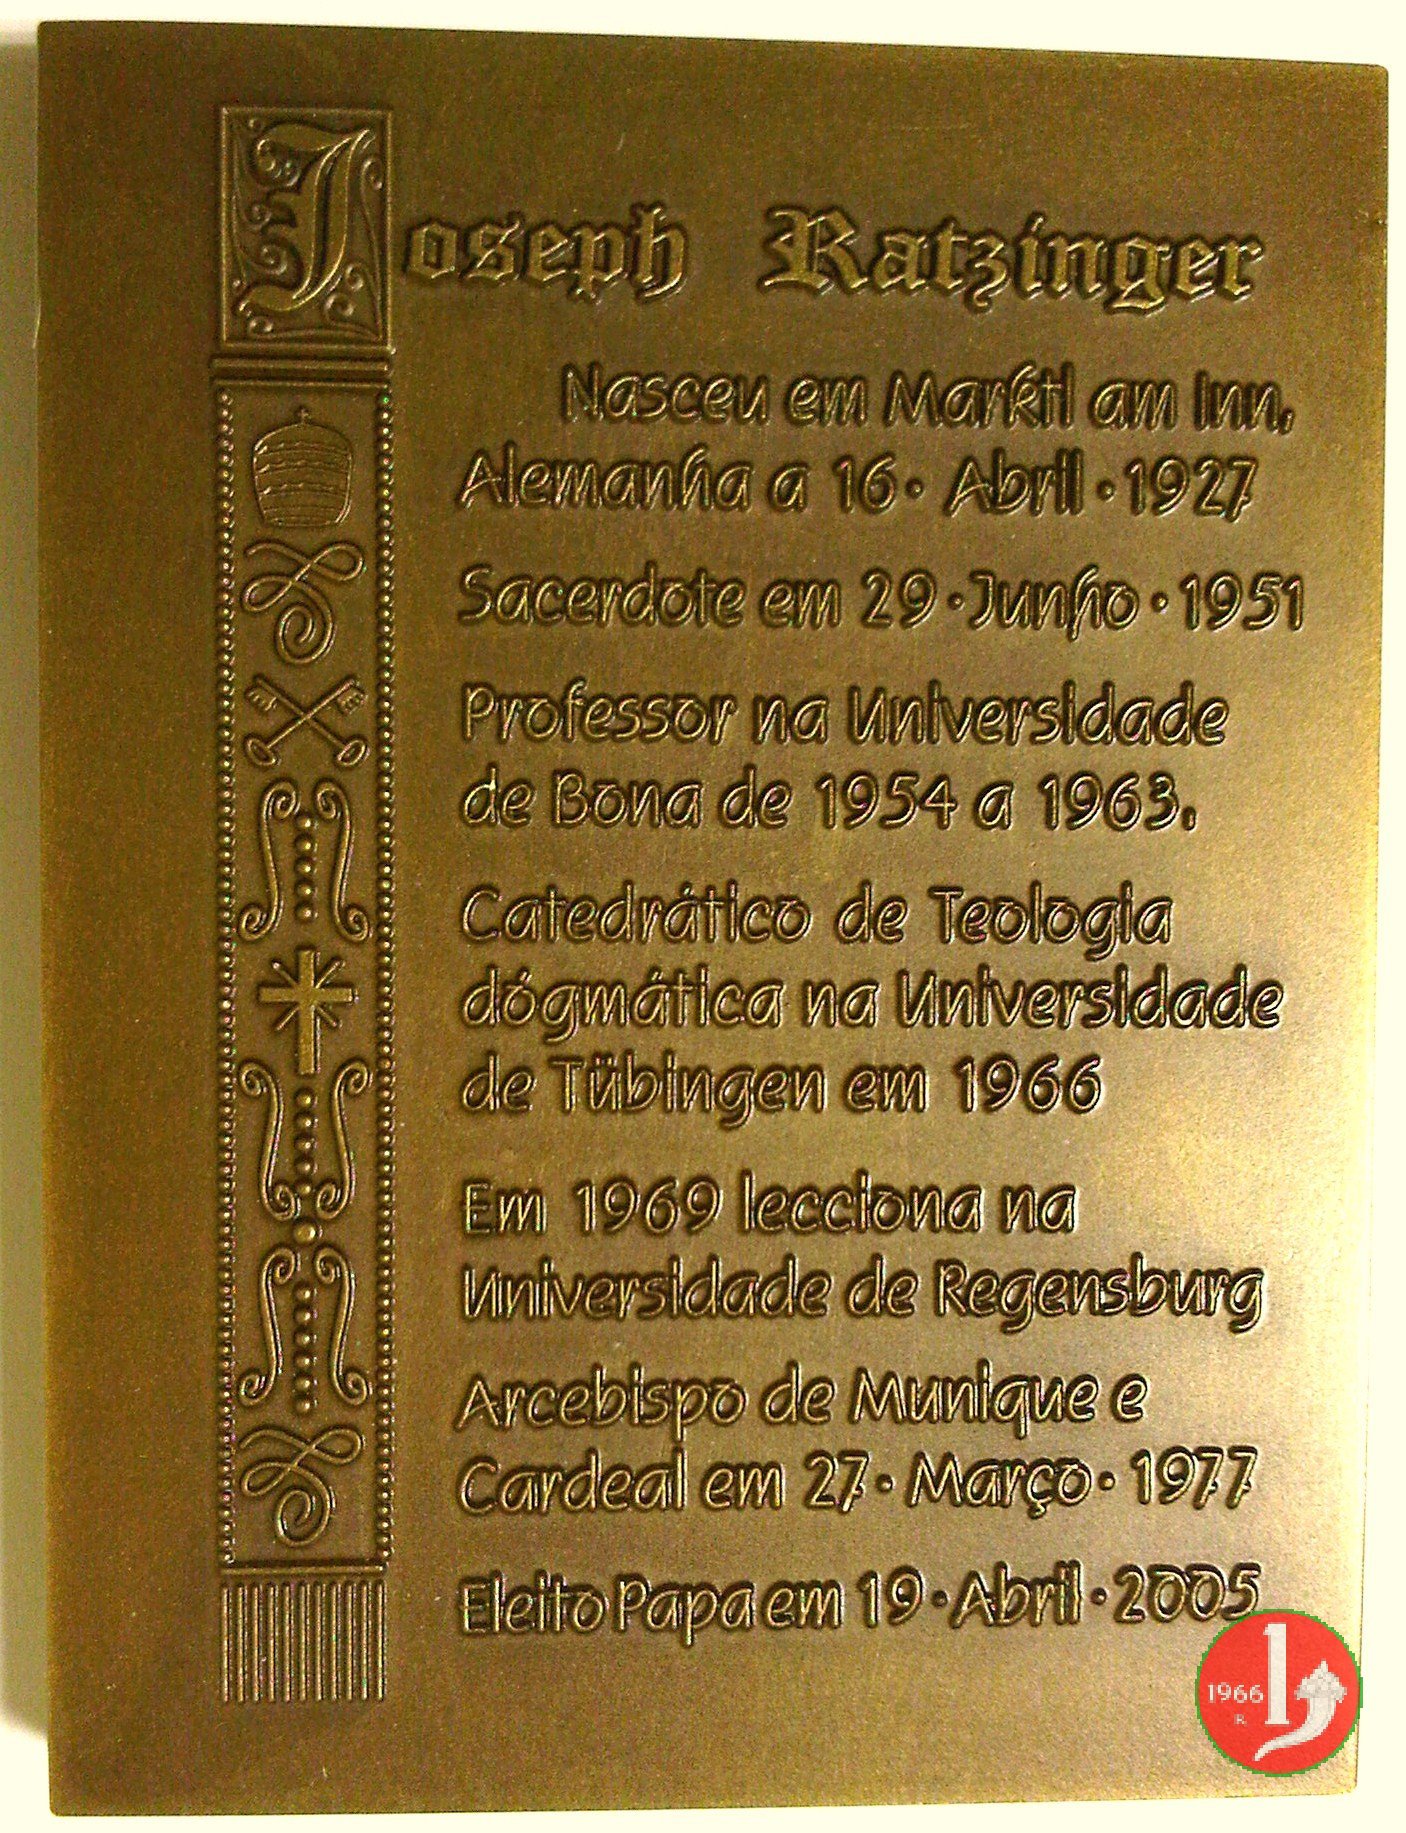 Joseph Ratzinger
Nasceu em Marktl am Inn,
Alemanha a 16· Abril ·1927
Sacerdote em 29 ·Junho ·1951
Professor na Universidade
de Bona de 1954 a 1963.
Catedrático de Teologia
dógmática na Universidade
de Tübingen em 1966
Em 1969 lecciona na
Universidade de Regensburg
Arcebispo de Munique e
Cardeal em 27· Março· 1977
Eleito Papa em 19 ·Abril ·2005
1966
R